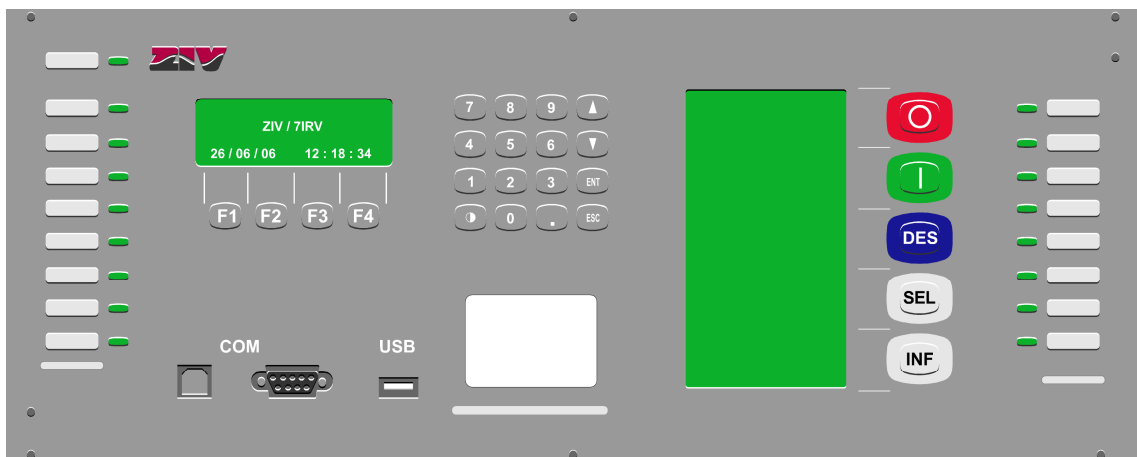 ZIV
ZIV / 7IRV
26 / 06 / 06 12 : 18 : 34
F1 F2 F3 F4
7 8 9
4 5 6
1 2 3 ENT
0 . ESC
DES
SEL
INF
COM USB